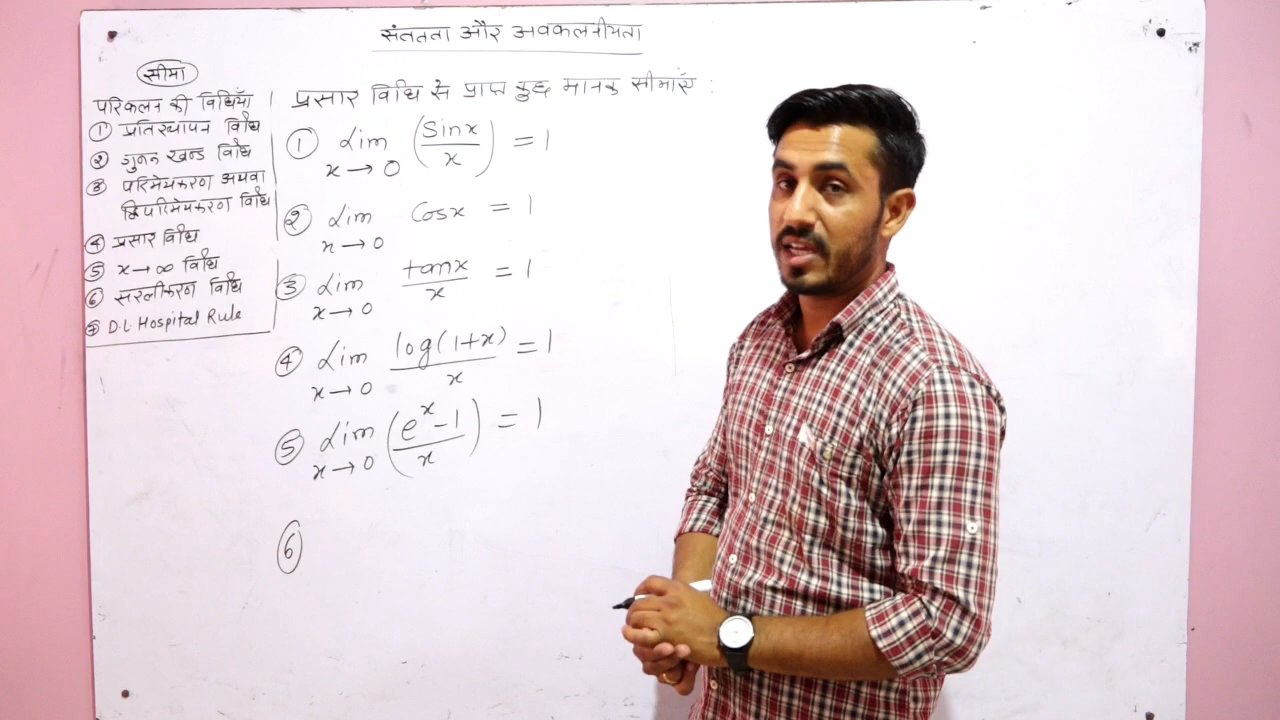 संततता और अवकलनीयता
सीमा
परिकलन की विधियाँ
① प्रतिस्थापन विधि
② गुणन खन्ड विधि
③ परिमेयकरण अथवा
द्विपरिमेयकरण विधि
④ प्रसार विधि
⑤ x→∞ विधि
⑥ सरलीकरण विधि
⑦ D.L Hospital Rule
प्रसार विधि से प्राप्त कुछ मानक सीमाएँ :
① Lim x→0 (Sinx/x) = 1
② Lim x→0 Cosx = 1
③ Lim x→0 tanx/x = 1
④ Lim x→0 log(1+x)/x = 1
⑤ Lim x→0 (e^x-1/x) = 1
⑥